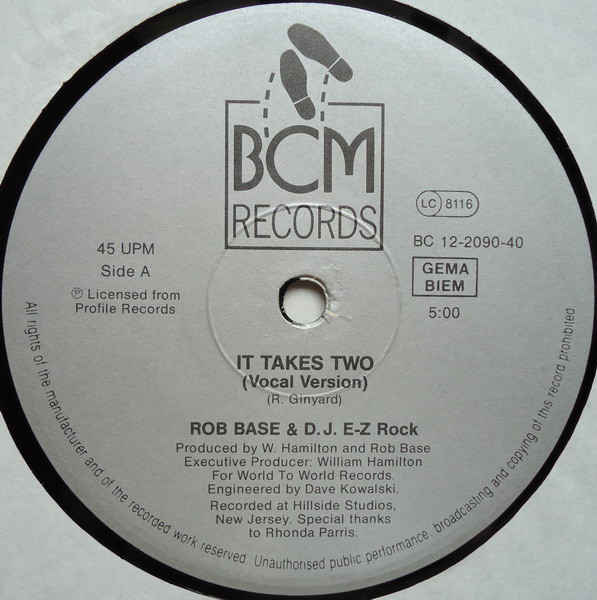 BCM
RECORDS
LC 8116
45 UPM
Side A
℗ Licensed from
Profile Records
BC 12-2090-40
GEMA
BIEM
5:00
IT TAKES TWO
(Vocal Version)
(R. Ginyard)
ROB BASE & D.J. E-Z Rock
Produced by W. Hamilton and Rob Base
Executive Producer: William Hamilton
For World To World Records.
Engineered by Dave Kowalski.
Recorded at Hillside Studios,
New Jersey. Special thanks
to Rhonda Parris.
All rights of the manufacturer and of the recorded work reserved. Unauthorised public performance, broadcasting and copying of this record prohibited